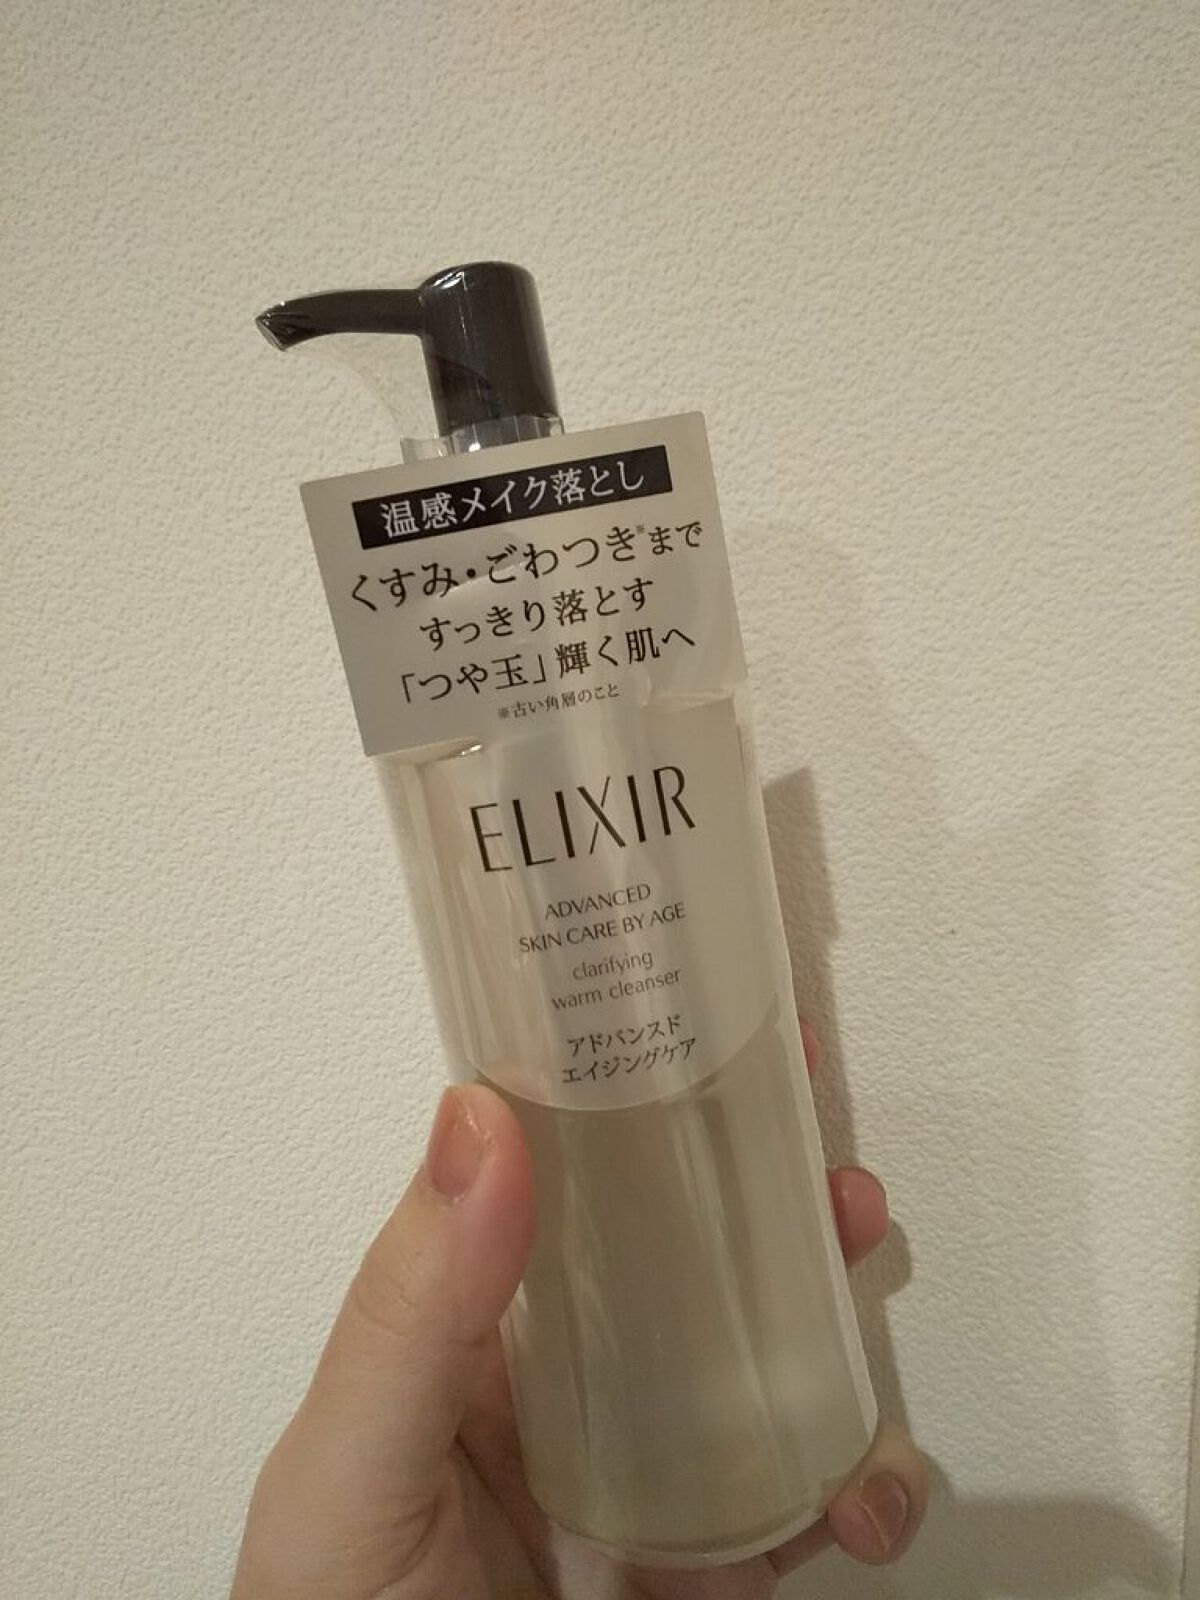 温感メイク落とし
くすみ・ごわつき※まで
すっきり落とす
「つや玉」輝く肌へ
※古い角層のこと
ELIXIR
ADVANCED
SKIN CARE BY AGE
clarifying
warm cleanser
アドバンスド
エイジングケア